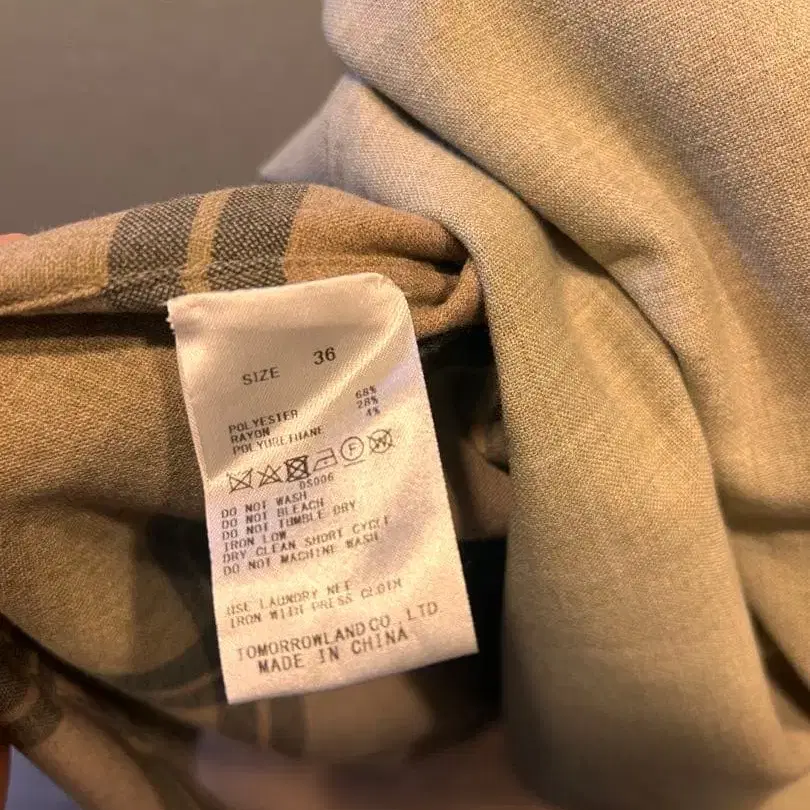 SIZE 36
POLYESTER 68%
RAYON 28%
POLYURETHANE 4%
F W
DS006
DO NOT WASH
DO NOT BLEACH
DO NOT TUMBLE DRY
IRON LOW
DRY CLEAN SHORT CYCLE
DO NOT MACHINE WASH
USE LAUNDRY NET
IRON WITH PRESS CLOTH
TOMORROWLAND CO., LTD
MADE IN CHINA